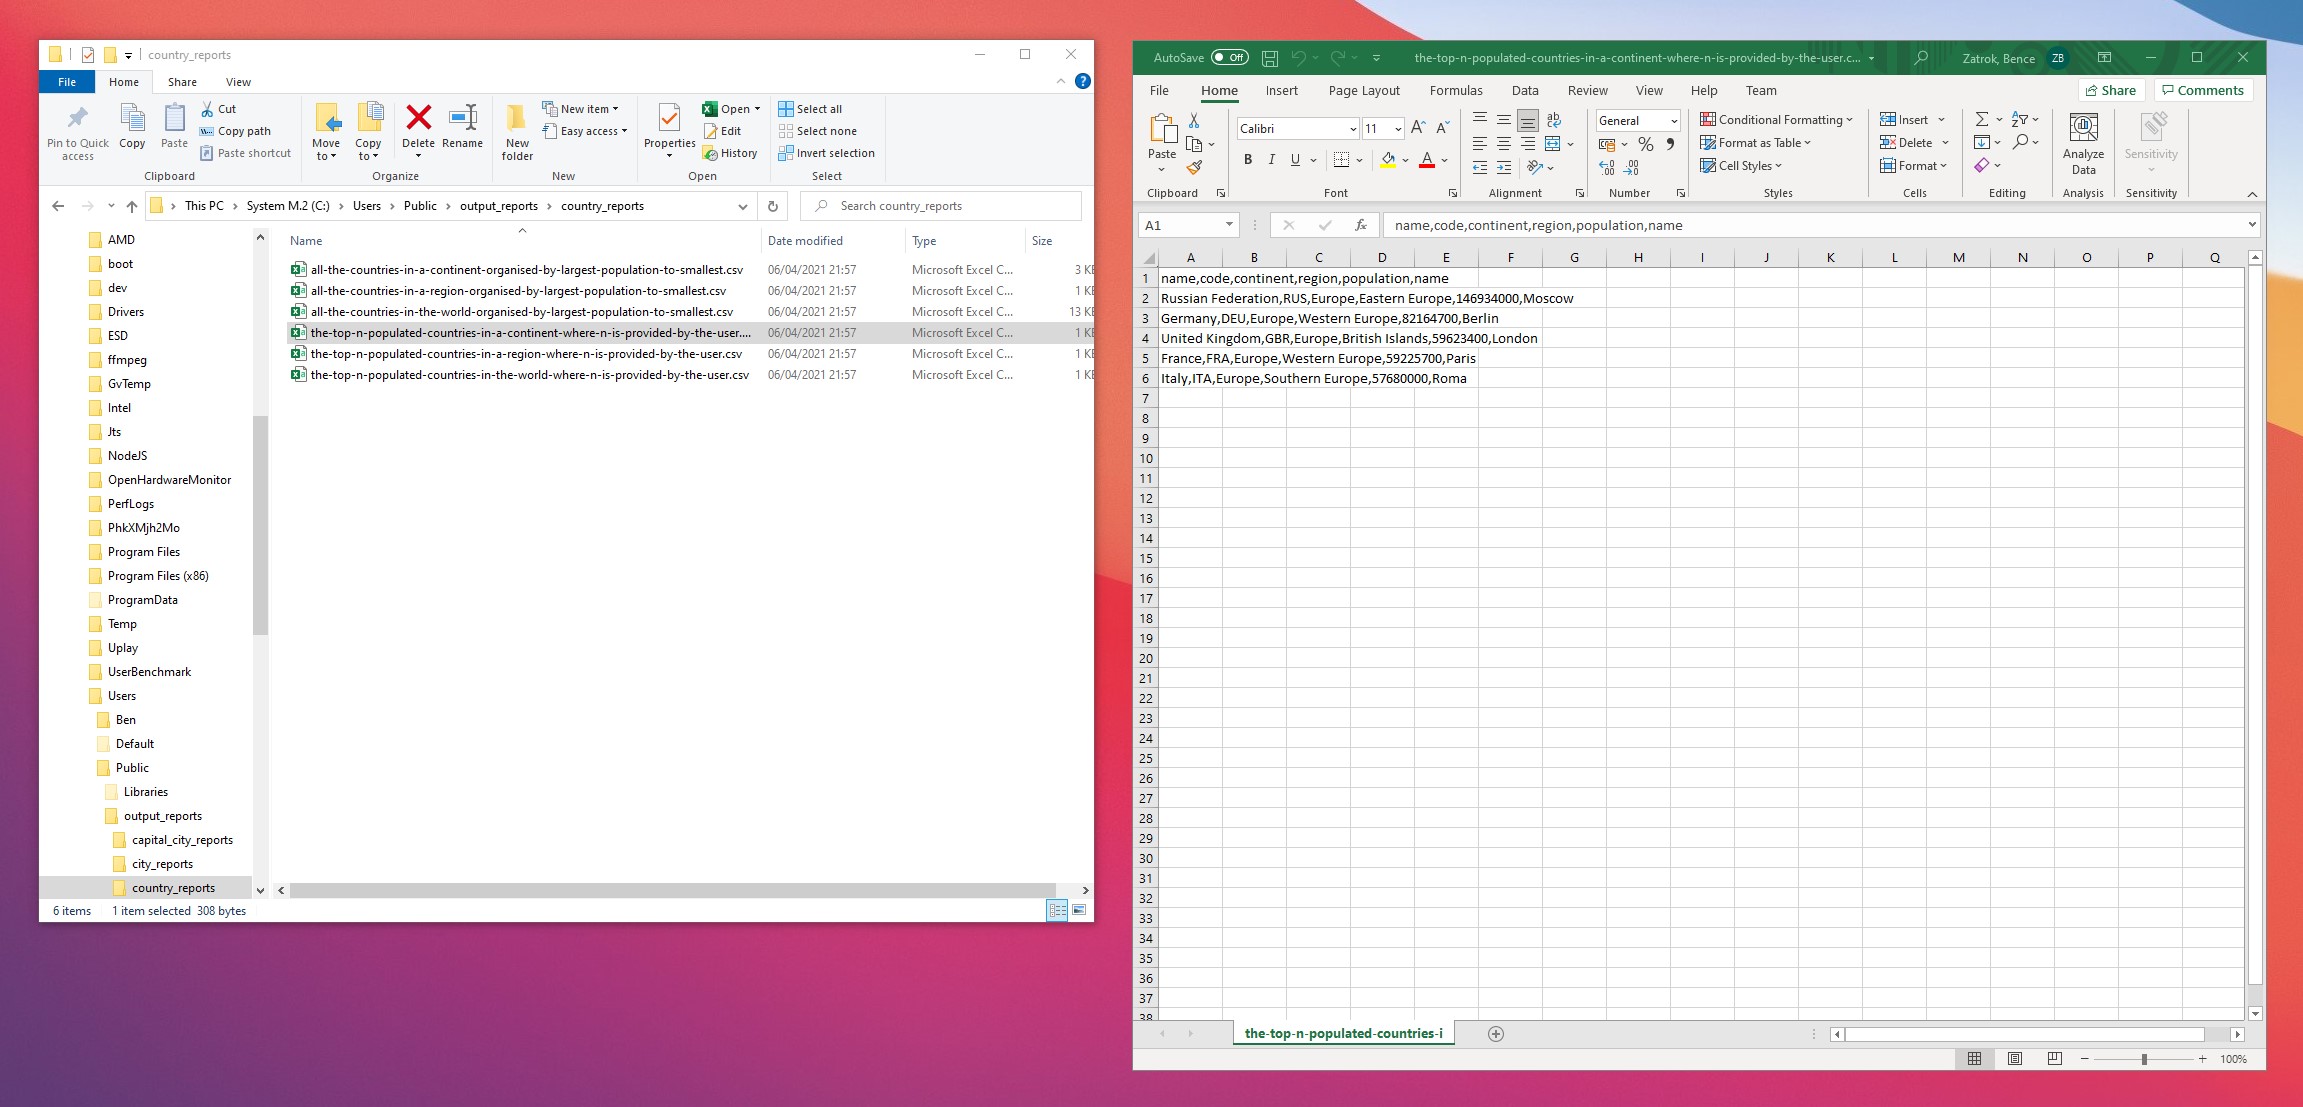 country_reports
File Home Share View
Pin to Quick access
Copy
Paste
Cut
Copy path
Paste shortcut
Clipboard
Move to
Copy to
Delete
Rename
Organize
New folder
New item
Easy access
New
Properties
Open
Edit
History
Open
Select all
Select none
Invert selection
Select
This PC > System M.2 (C:) > Users > Public > output_reports > country_reports
Search country_reports
AMD
boot
dev
Drivers
ESD
ffmpeg
GvTemp
Intel
Jts
NodeJS
OpenHardwareMonitor
PerfLogs
PhkXMjh2Mo
Program Files
Program Files (x86)
ProgramData
Temp
Uplay
UserBenchmark
Users
Ben
Default
Public
Libraries
output_reports
capital_city_reports
city_reports
country_reports
Name Date modified Type Size
all-the-countries-in-a-continent-organised-by-largest-population-to-smallest.csv 06/04/2021 21:57 Microsoft Excel C... 3 KB
all-the-countries-in-a-region-organised-by-largest-population-to-smallest.csv 06/04/2021 21:57 Microsoft Excel C... 1 KB
all-the-countries-in-the-world-organised-by-largest-population-to-smallest.csv 06/04/2021 21:57 Microsoft Excel C... 13 KB
the-top-n-populated-countries-in-a-continent-where-n-is-provided-by-the-user.... 06/04/2021 21:57 Microsoft Excel C... 1 KB
the-top-n-populated-countries-in-a-region-where-n-is-provided-by-the-user.csv 06/04/2021 21:57 Microsoft Excel C... 1 KB
the-top-n-populated-countries-in-the-world-where-n-is-provided-by-the-user.csv 06/04/2021 21:57 Microsoft Excel C... 1 KB
6 items 1 item selected 308 bytes
AutoSave Off the-top-n-populated-countries-in-a-continent-where-n-is-provided-by-the-user.c... Zatrok, Bence ZB
File Home Insert Page Layout Formulas Data Review View Help Team Share Comments
Paste
Clipboard
Calibri 11
B I U
Font
ab
Alignment
General
Number
Conditional Formatting
Format as Table
Cell Styles
Styles
Insert
Delete
Format
Cells
Editing
Analyze Data
Analysis
Sensitivity
Sensitivity
A1 fx name,code,continent,region,population,name
A B C D E F G H I J K L M N O P Q
1 name,code,continent,region,population,name
2 Russian Federation,RUS,Europe,Eastern Europe,146934000,Moscow
3 Germany,DEU,Europe,Western Europe,82164700,Berlin
4 United Kingdom,GBR,Europe,British Islands,59623400,London
5 France,FRA,Europe,Western Europe,59225700,Paris
6 Italy,ITA,Europe,Southern Europe,57680000,Roma
7
8
9
10
11
12
13
14
15
16
17
18
19
20
21
22
23
24
25
26
27
28
29
30
31
32
33
34
35
36
37
38
the-top-n-populated-countries-i
100%